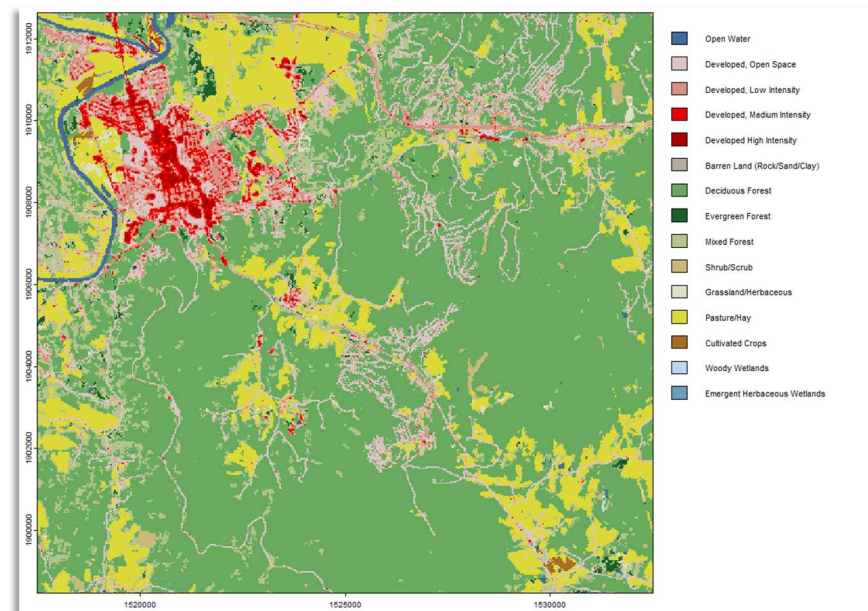 1912000
1910000
1908000
1906000
1904000
1902000
1900000
1520000
1525000
1530000
Open Water
Developed, Open Space
Developed, Low Intensity
Developed, Medium Intensity
Developed High Intensity
Barren Land (Rock/Sand/Clay)
Deciduous Forest
Evergreen Forest
Mixed Forest
Shrub/Scrub
Grassland/Herbaceous
Pasture/Hay
Cultivated Crops
Woody Wetlands
Emergent Herbaceous Wetlands